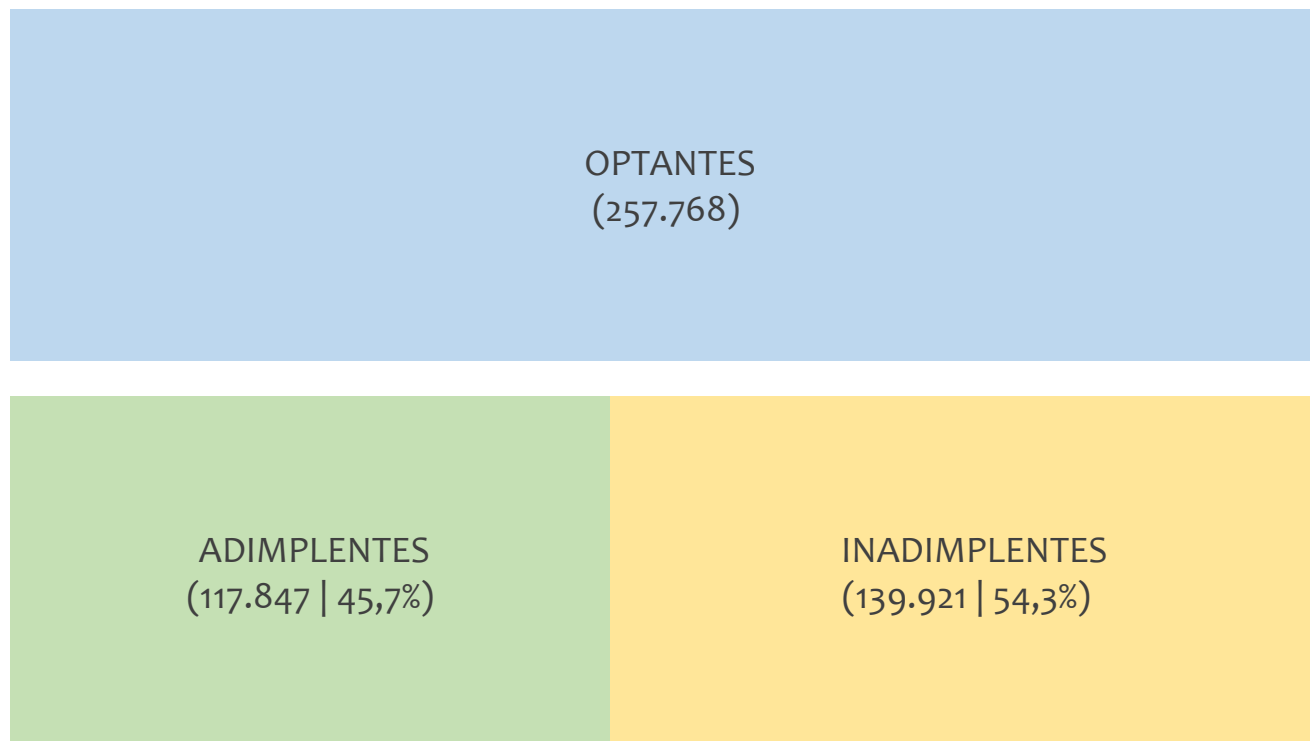 OPTANTES
(257.768)
ADIMPLENTES
(117.847 | 45,7%)
INADIMPLENTES
(139.921 | 54,3%)